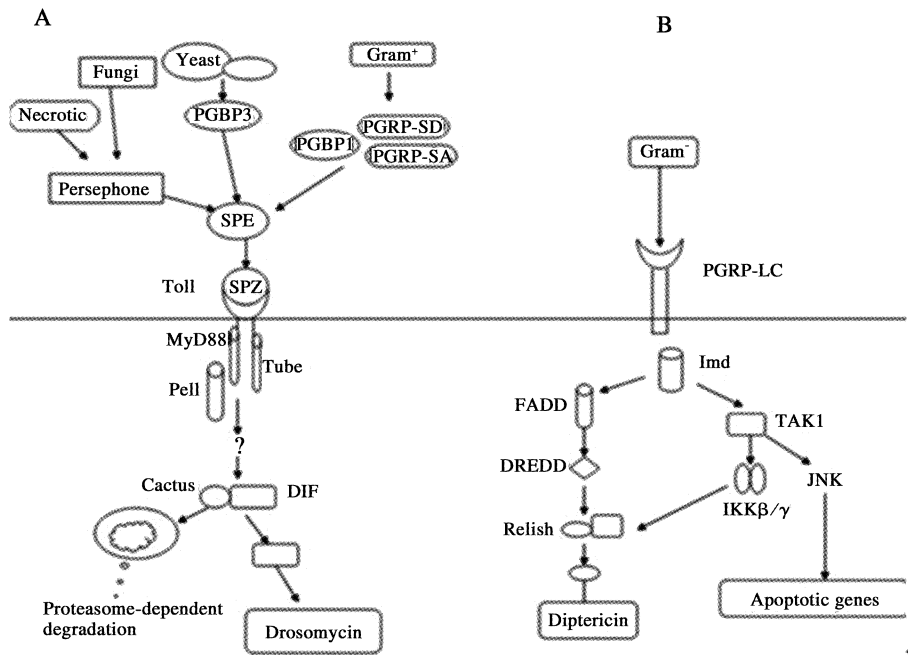 A
B
Fungi
Yeast
Gram+
Necrotic
PGBP3
PGRP-SD
PGBP1
PGRP-SA
Persephone
SPE
Gram-
PGRP-LC
Toll
SPZ
MyD88
Tube
Pell
Imd
FADD
TAK1
?
DREDD
JNK
Cactus
DIF
IKKβ/γ
Relish
Proteasome-dependent
degradation
Drosomycin
Diptericin
Apoptotic genes